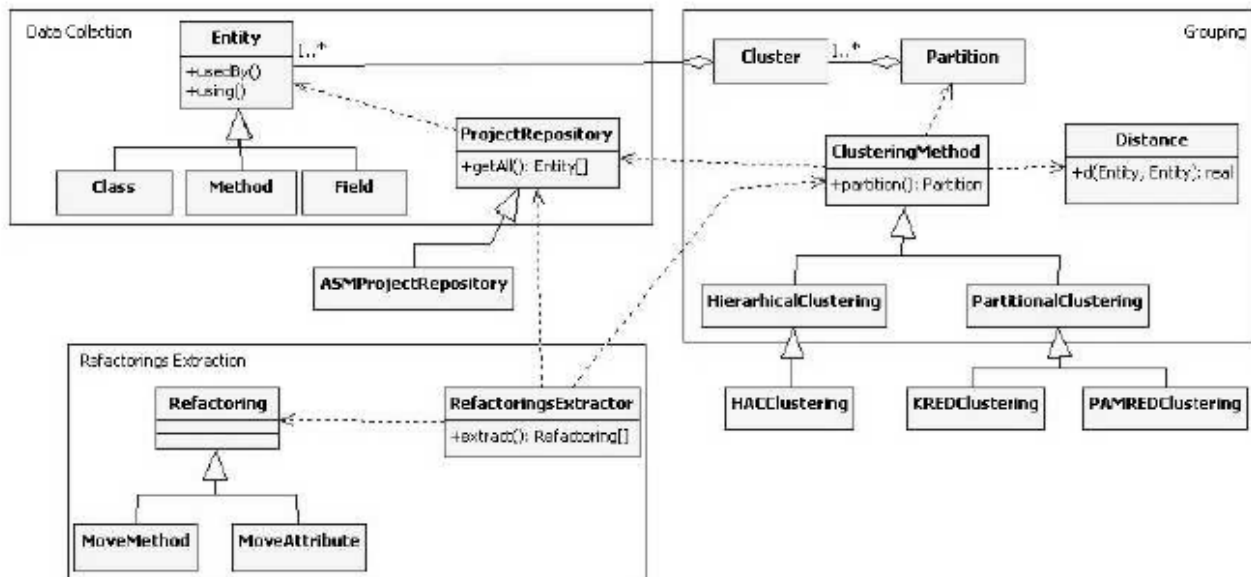 Data Collection
Entity
+usedBy()
+using()
1..*
Class
Method
Field
ProjectRepository
+getAll(): Entity[]
ASMProjectRepository
Grouping
Cluster
1..*
Partition
ClusteringMethod
+partition(): Partition
Distance
+d(Entity, Entity): real
HierarhicalClustering
PartitionalClustering
HACClustering
KREDClustering
PAMREDClustering
Rafactorings Extraction
Refactoring
RefactoringsExtractor
+extract(): Refactoring[]
MoveMethod
MoveAttribute